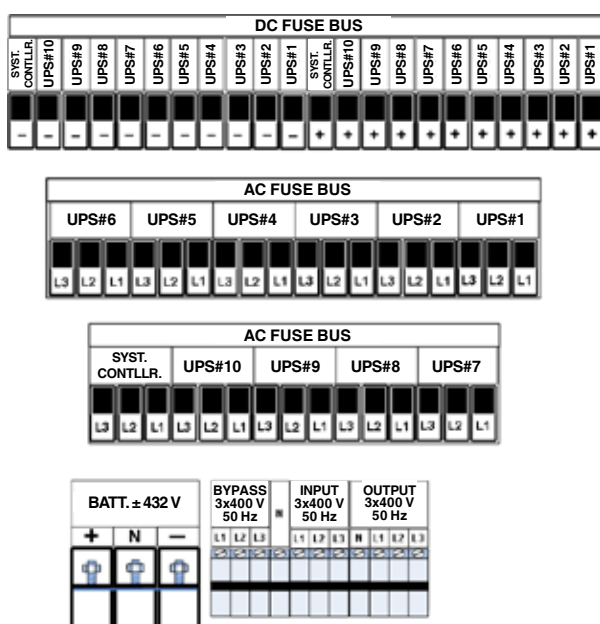 DC FUSE BUS
SYST. CONTLLR. UPS#10 UPS#9 UPS#8 UPS#7 UPS#6 UPS#5 UPS#4 UPS#3 UPS#2 UPS#1 SYST. CONTLLR. UPS#10 UPS#9 UPS#8 UPS#7 UPS#6 UPS#5 UPS#4 UPS#3 UPS#2 UPS#1
− − − − − − − − − − − + + + + + + + + + + +
AC FUSE BUS
UPS#6 UPS#5 UPS#4 UPS#3 UPS#2 UPS#1
L3 L2 L1 L3 L2 L1 L3 L2 L1 L3 L2 L1 L3 L2 L1 L3 L2 L1
AC FUSE BUS
SYST. CONTLLR. UPS#10 UPS#9 UPS#8 UPS#7
L3 L2 L1 L3 L2 L1 L3 L2 L1 L3 L2 L1 L3 L2 L1
BATT. ± 432 V
+ N −
BYPASS 3x400 V 50 Hz
INPUT 3x400 V 50 Hz
OUTPUT 3x400 V 50 Hz
L1 L2 L3 L1 L2 L3 N L1 L2 L3